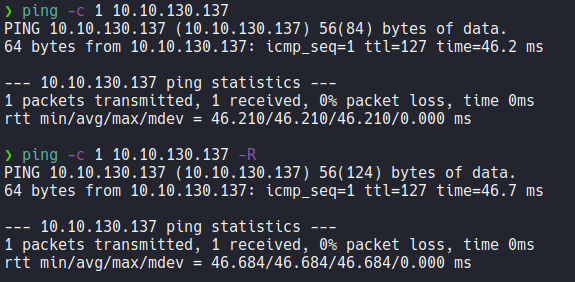 ❯ ping -c 1 10.10.130.137
PING 10.10.130.137 (10.10.130.137) 56(84) bytes of data.
64 bytes from 10.10.130.137: icmp_seq=1 ttl=127 time=46.2 ms
--- 10.10.130.137 ping statistics ---
1 packets transmitted, 1 received, 0% packet loss, time 0ms
rtt min/avg/max/mdev = 46.210/46.210/46.210/0.000 ms
❯ ping -c 1 10.10.130.137 -R
PING 10.10.130.137 (10.10.130.137) 56(124) bytes of data.
64 bytes from 10.10.130.137: icmp_seq=1 ttl=127 time=46.7 ms
--- 10.10.130.137 ping statistics ---
1 packets transmitted, 1 received, 0% packet loss, time 0ms
rtt min/avg/max/mdev = 46.684/46.684/46.684/0.000 ms